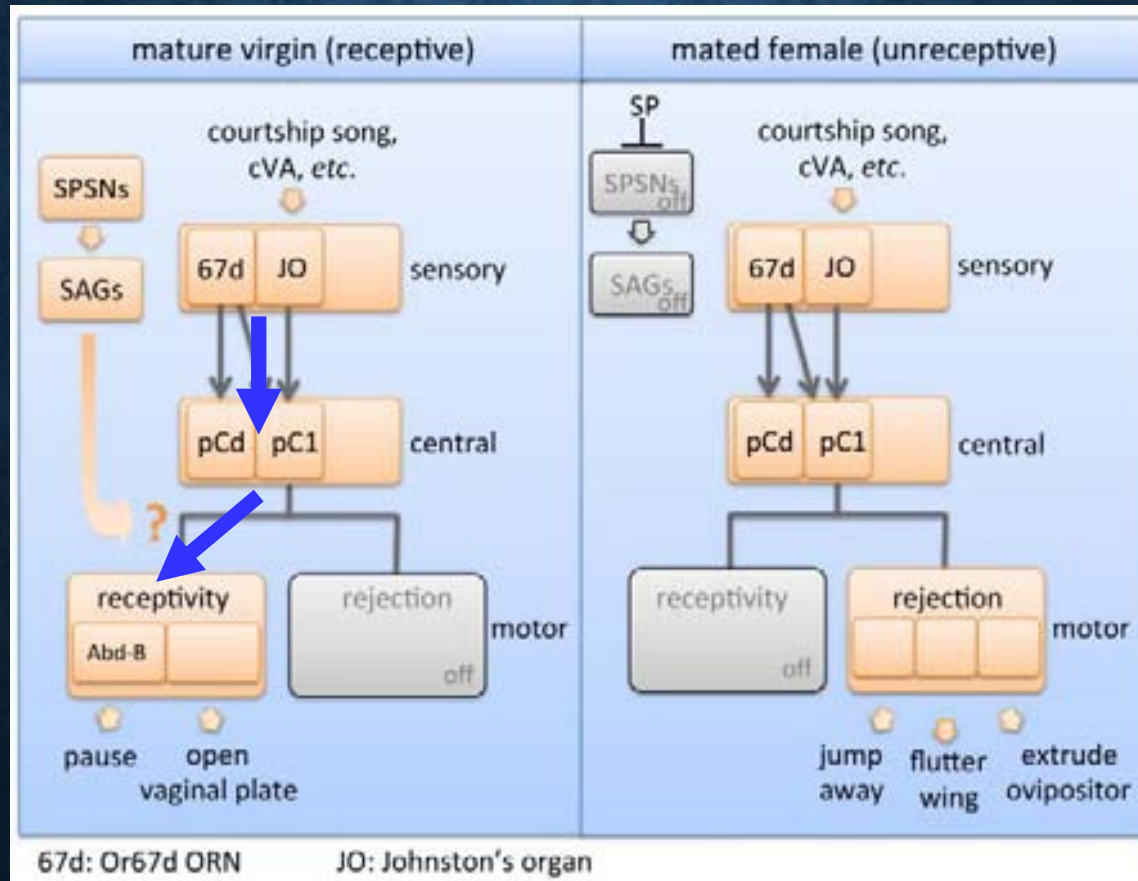 mature virgin (receptive)
mated female (unreceptive)
courtship song,
cVA, etc.
SPSNs
SAGs
67d JO
sensory
pCd pC1
central
?
receptivity
Abd-B
rejection
off
motor
pause
open
vaginal plate
SP
SPSNs
off
SAGs
off
courtship song,
cVA, etc.
67d JO
sensory
pCd pC1
central
receptivity
off
rejection
motor
jump
away
flutter
wing
extrude
ovipositor
67d: Or67d ORN JO: Johnston's organ